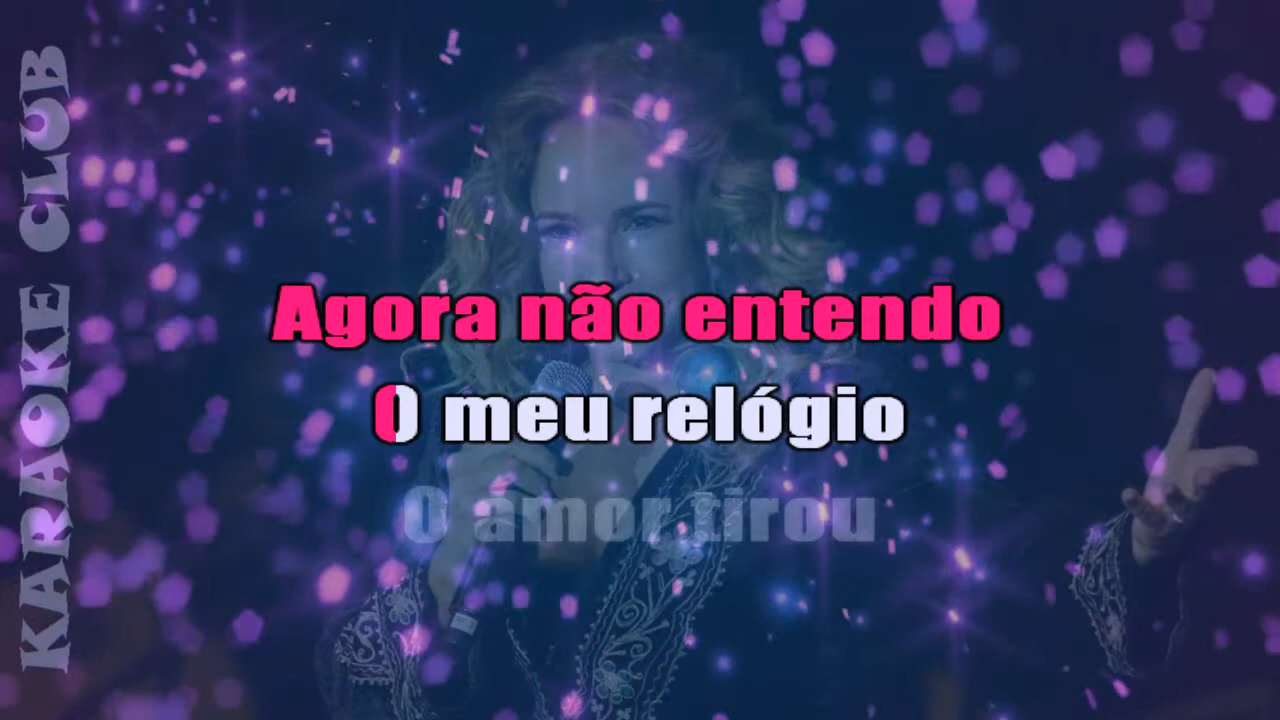 KARAOKE CLUB
Agora não entendo
O meu relógio
O amor tirou